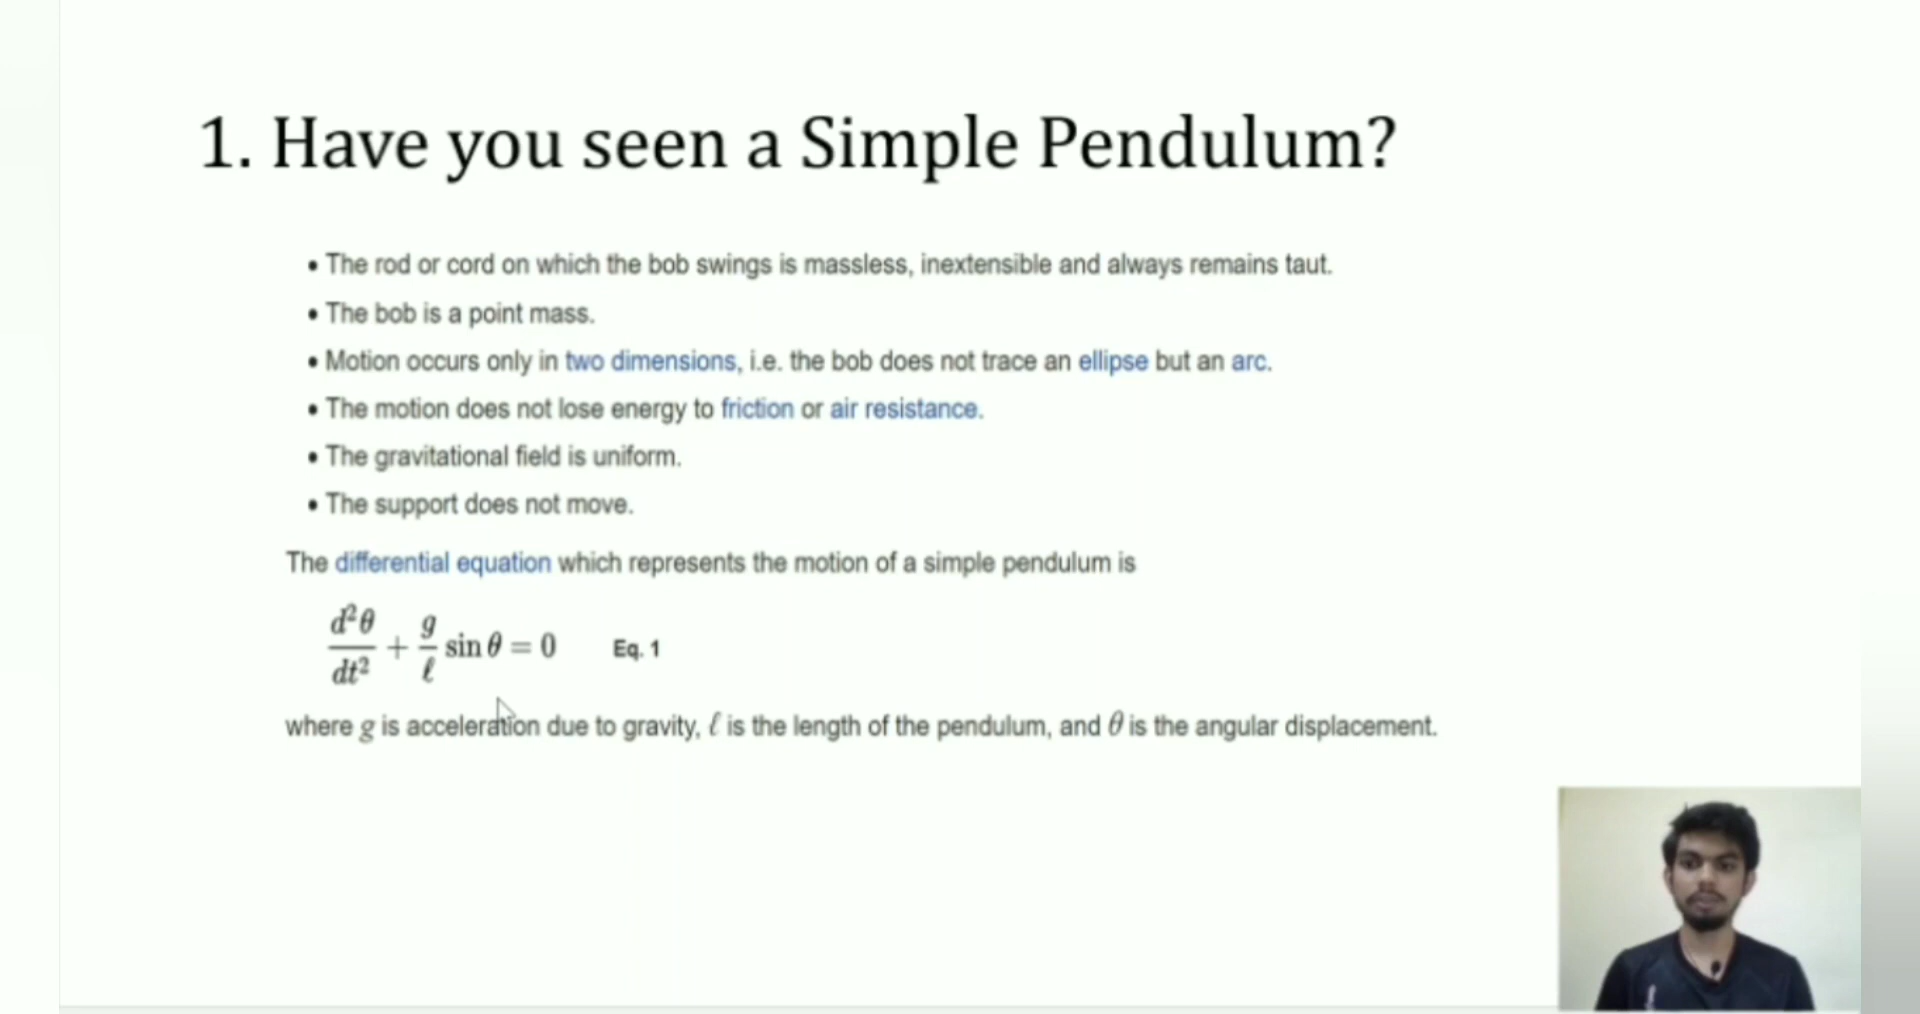 1. Have you seen a Simple Pendulum?
• The rod or cord on which the bob swings is massless, inextensible and always remains taut.
• The bob is a point mass.
• Motion occurs only in two dimensions, i.e. the bob does not trace an ellipse but an arc.
• The motion does not lose energy to friction or air resistance.
• The gravitational field is uniform.
• The support does not move.
The differential equation which represents the motion of a simple pendulum is
d²θ/dt² + g/ℓ sin θ = 0 Eq. 1
where g is acceleration due to gravity, ℓ is the length of the pendulum, and θ is the angular displacement.